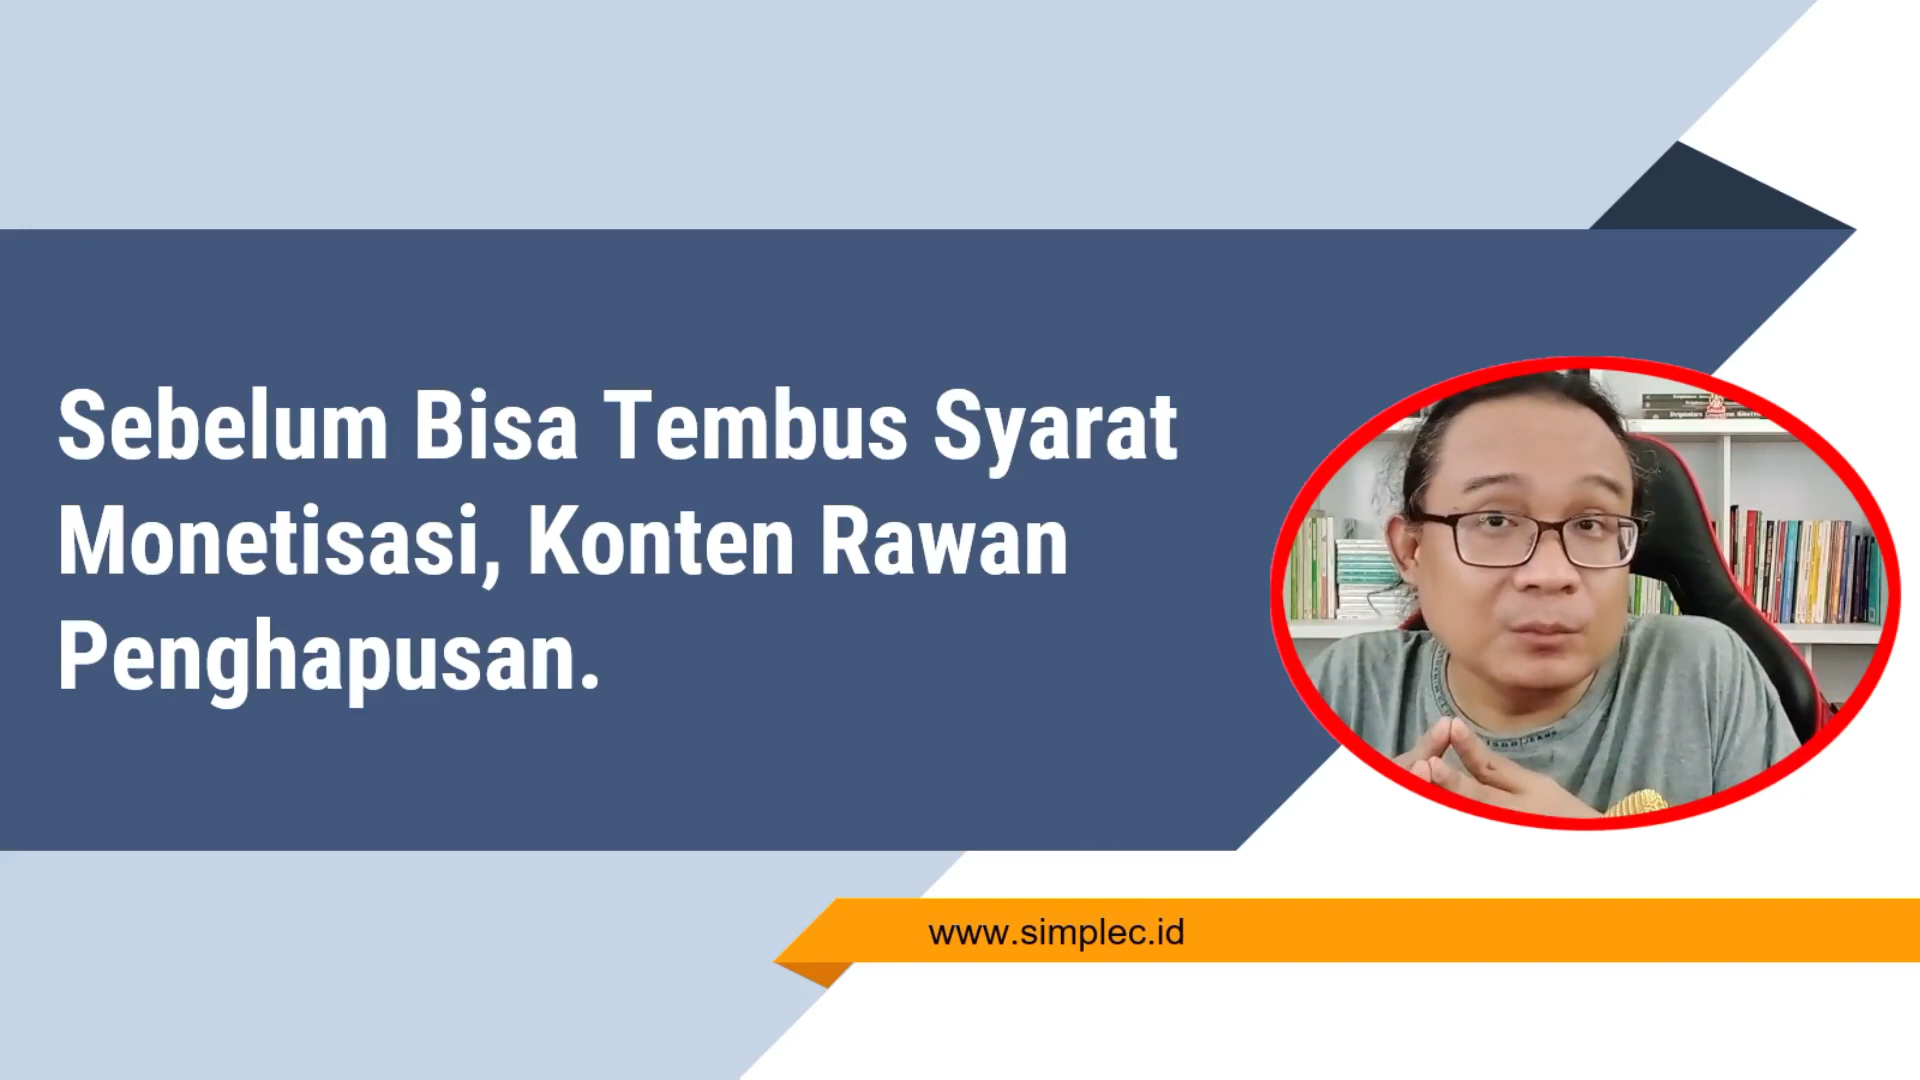 Sebelum Bisa Tembus Syarat
Monetisasi, Konten Rawan
Penghapusan.
www.simplec.id